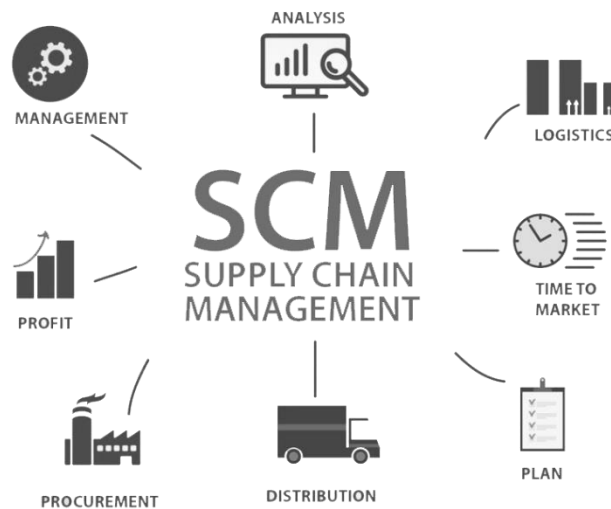 ANALYSIS
MANAGEMENT
LOGISTICS
SCM
SUPPLY CHAIN
MANAGEMENT
TIME TO
MARKET
PROFIT
PLAN
PROCUREMENT
DISTRIBUTION